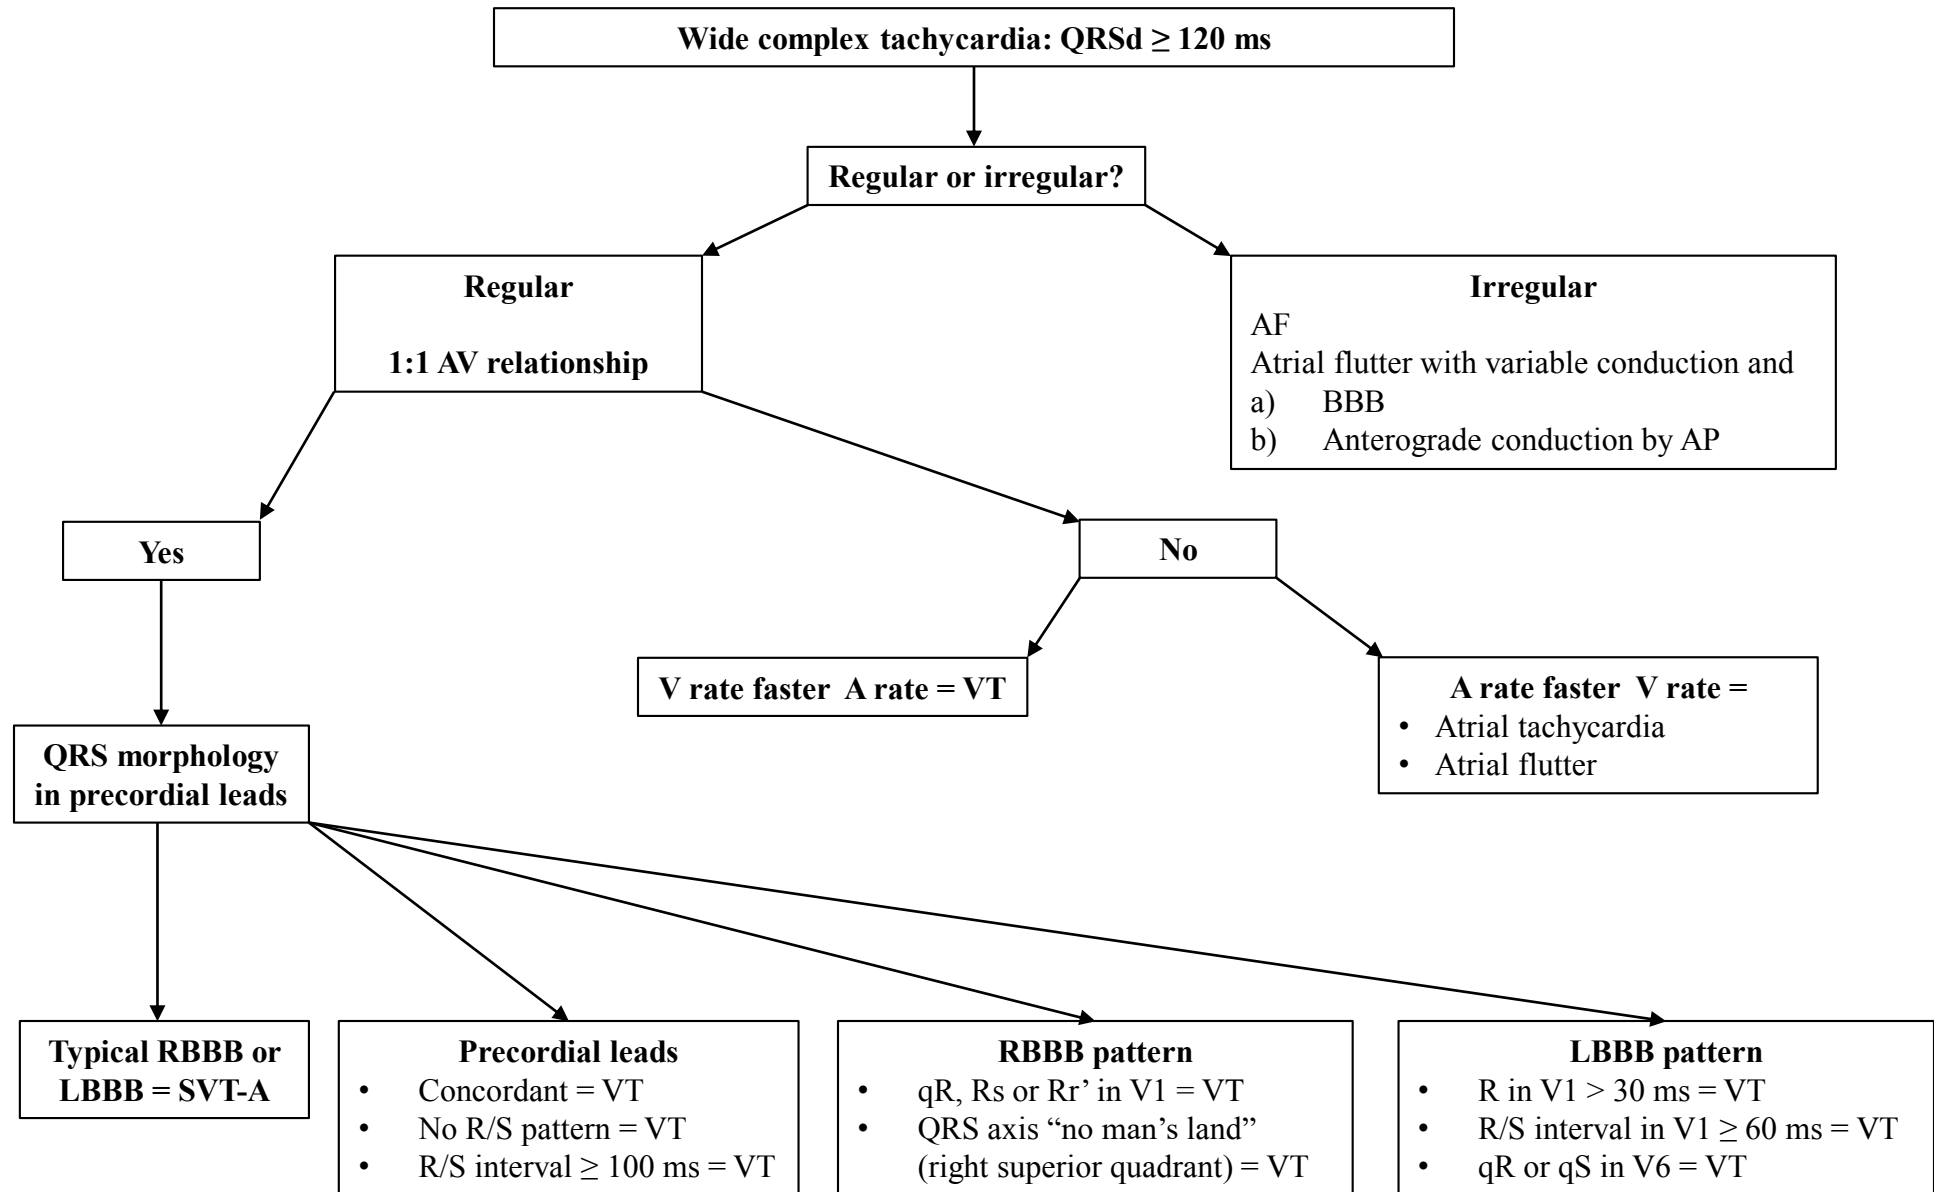 Wide complex tachycardia: QRSd ≥ 120 ms
Regular or irregular?
Regular
1:1 AV relationship
Irregular
AF
Atrial flutter with variable conduction and
a) BBB
b) Anterograde conduction by AP
Yes
No
V rate faster A rate = VT
A rate faster V rate =
• Atrial tachycardia
• Atrial flutter
QRS morphology
in precordial leads
Typical RBBB or
LBBB = SVT-A
Precordial leads
• Concordant = VT
• No R/S pattern = VT
• R/S interval ≥ 100 ms = VT
RBBB pattern
• qR, Rs or Rr’ in V1 = VT
• QRS axis “no man’s land”
(right superior quadrant) = VT
LBBB pattern
• R in V1 > 30 ms = VT
• R/S interval in V1 ≥ 60 ms = VT
• qR or qS in V6 = VT